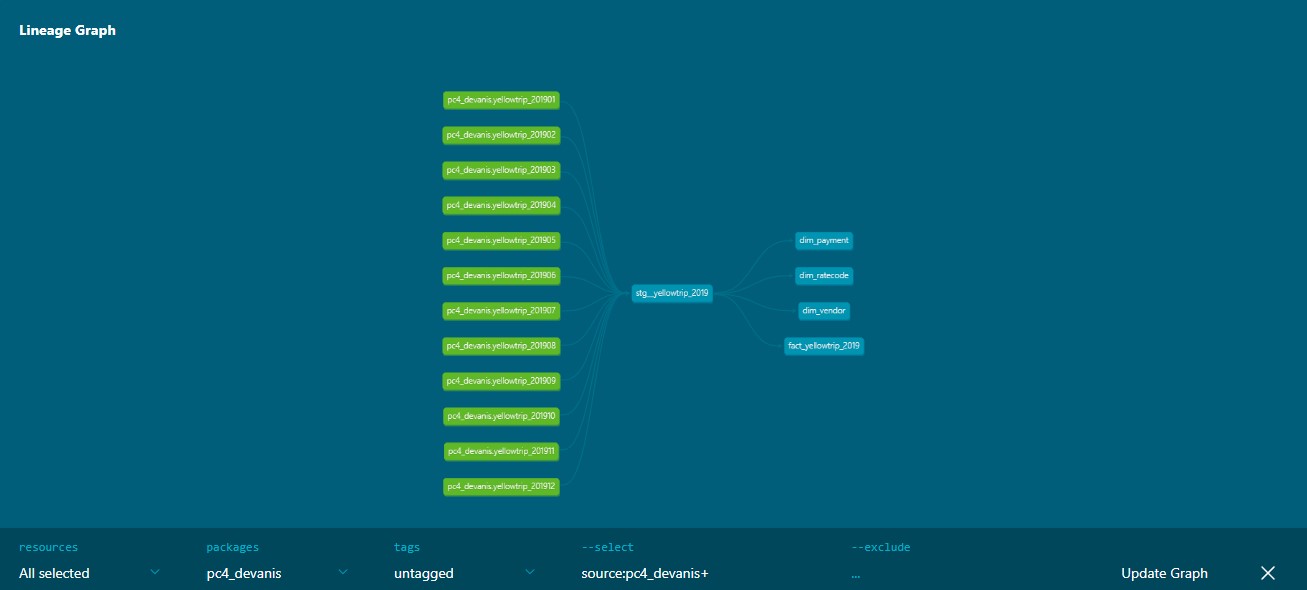 Lineage Graph
pc4_devanis.yellowtrip_201901
pc4_devanis.yellowtrip_201902
pc4_devanis.yellowtrip_201903
pc4_devanis.yellowtrip_201904
pc4_devanis.yellowtrip_201905
pc4_devanis.yellowtrip_201906
pc4_devanis.yellowtrip_201907
pc4_devanis.yellowtrip_201908
pc4_devanis.yellowtrip_201909
pc4_devanis.yellowtrip_201910
pc4_devanis.yellowtrip_201911
pc4_devanis.yellowtrip_201912
stg__yellowtrip_2019
dim_payment
dim_ratecode
dim_vendor
fact_yellowtrip_2019
resources packages tags --select --exclude
All selected pc4_devanis untagged source:pc4_devanis+ ... Update Graph